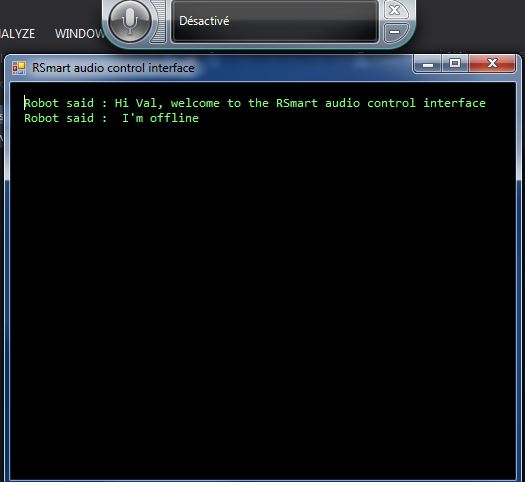 ALYZE WINDOW
Désactivé
RSmart audio control interface
Robot said : Hi Val, welcome to the RSmart audio control interface
Robot said :  I'm offline